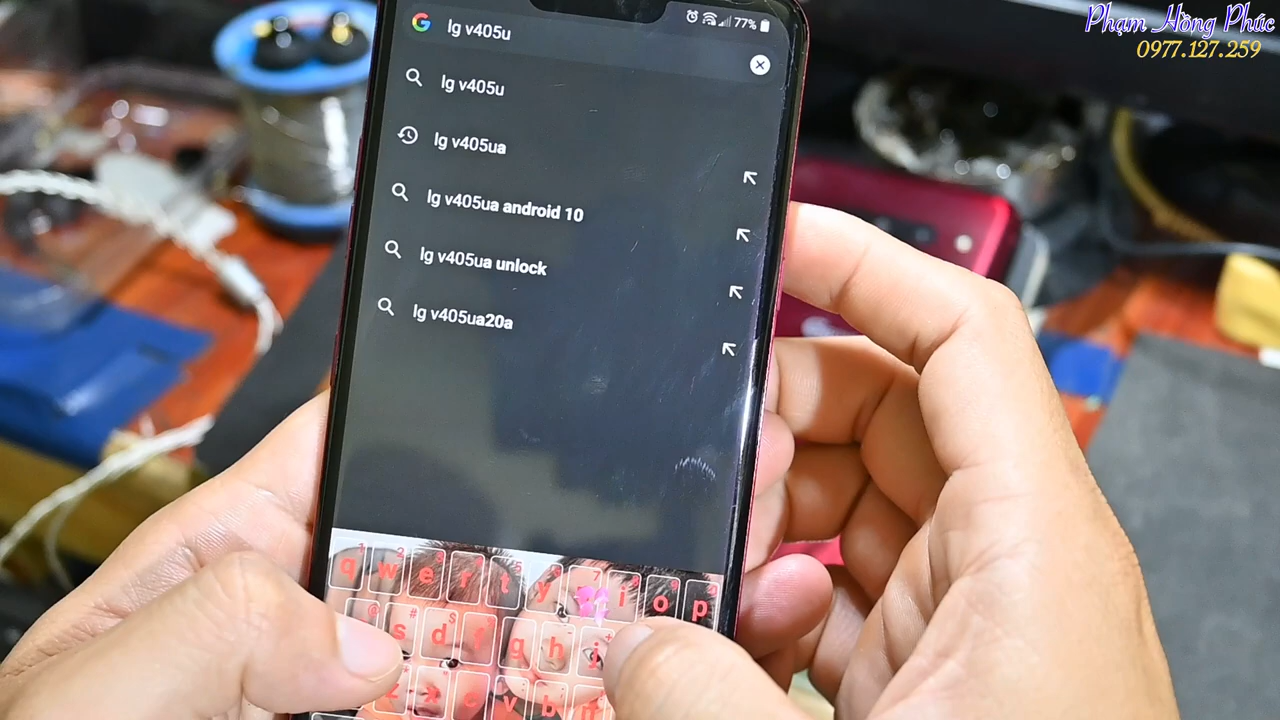 Phạm Hồng Phúc
0977.127.259
77%
lg v405u
lg v405u
lg v405ua
lg v405ua android 10
lg v405ua unlock
lg v405ua20a
q w e r t y i o p
s d f g h j
z x c v b n